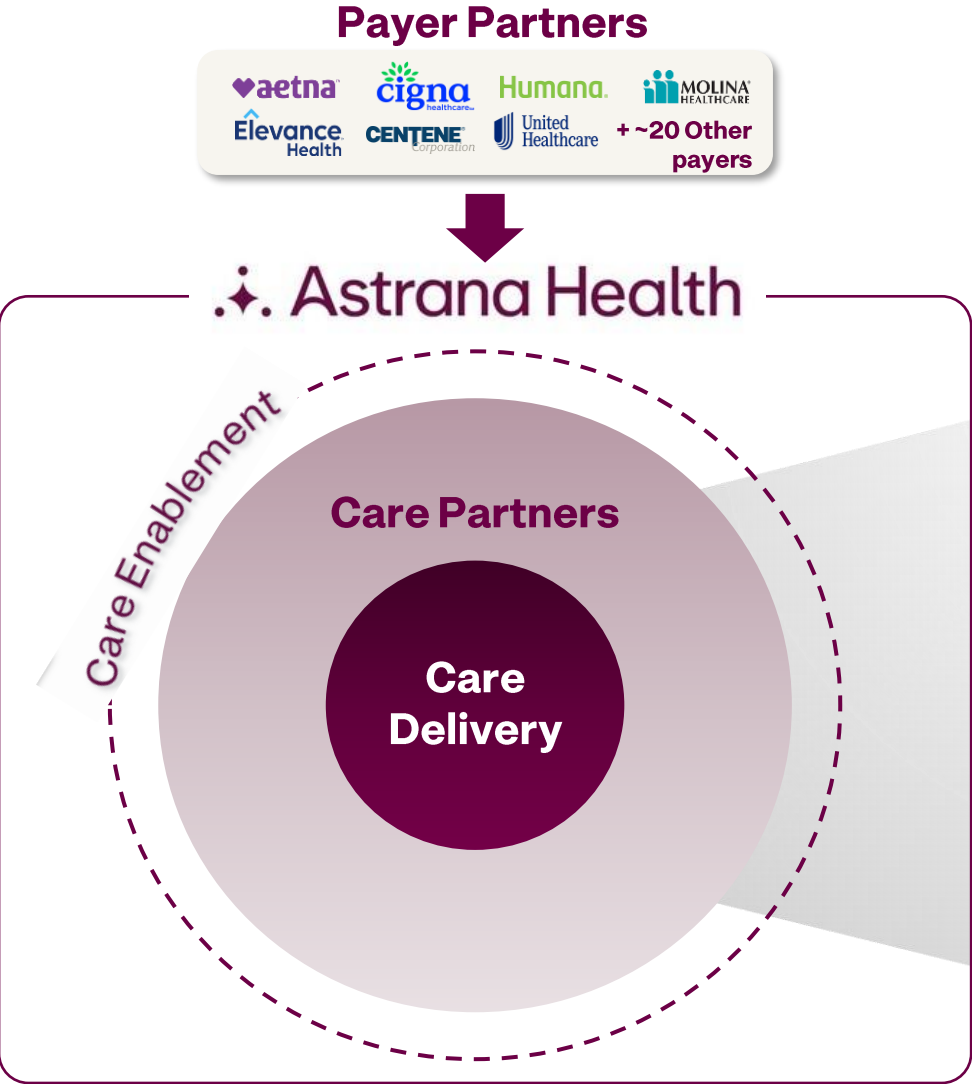 Payer Partners
aetna™
cigna healthcare
Humana.
MOLINA® HEALTHCARE
Elevance Health
CENTENE® Corporation
United Healthcare
+ ~20 Other
payers
Astrana Health
Care Enablement
Care Partners
Care
Delivery